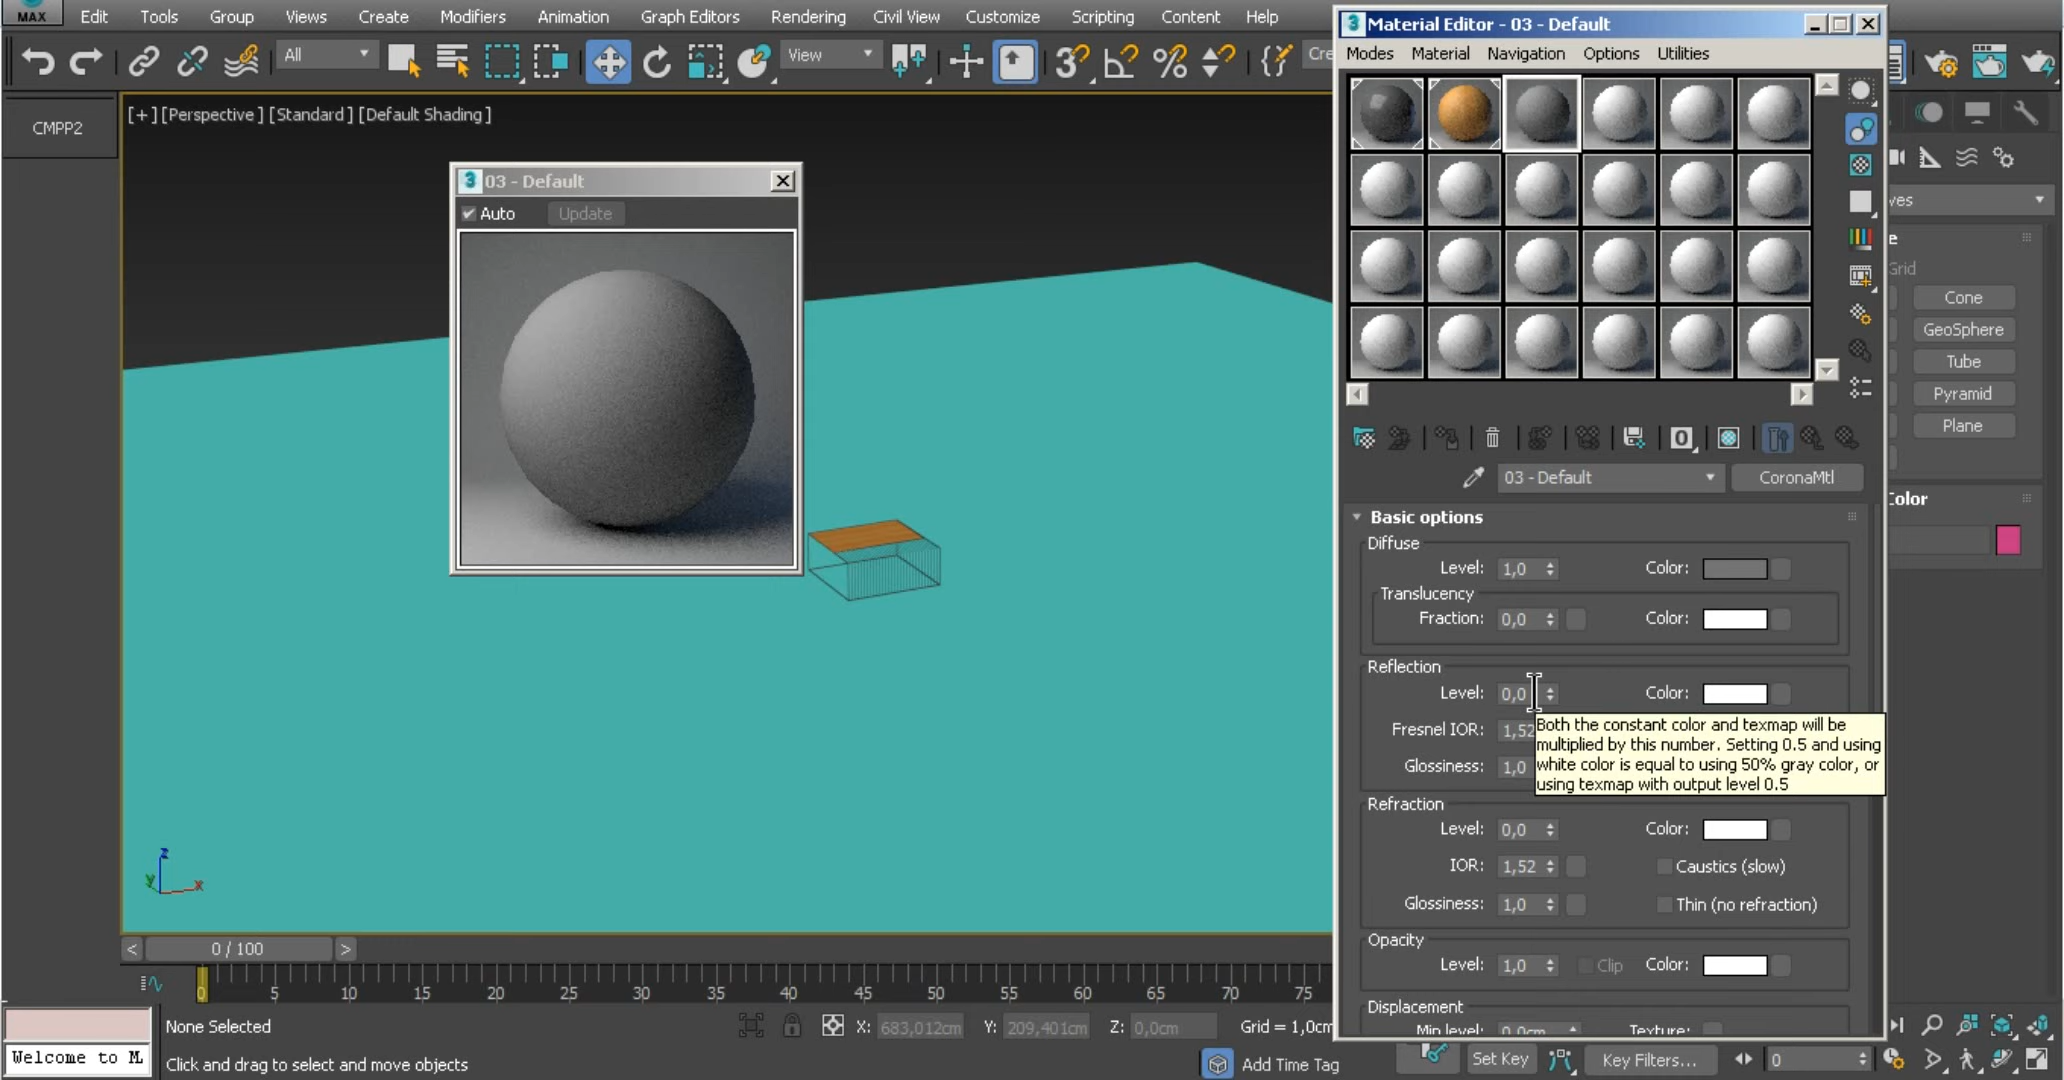 MAX Edit Tools Group Views Create Modifiers Animation Graph Editors Rendering Civil View Customize Scripting Content Help
All View
CMPP2
[+] [Perspective] [Standard] [Default Shading]
03 - Default
Auto Update
Material Editor - 03 - Default
Modes Material Navigation Options Utilities
03 - Default CoronaMtl
Basic options
Diffuse
Level: 1,0 Color:
Translucency
Fraction: 0,0 Color:
Reflection
Level: 0,0 Color:
Fresnel IOR: 1,52
Glossiness: 1,0
Both the constant color and texmap will be
multiplied by this number. Setting 0.5 and using
white color is equal to using 50% gray color, or
using texmap with output level 0.5
Refraction
Level: 0,0 Color:
IOR: 1,52 Caustics (slow)
Glossiness: 1,0 Thin (no refraction)
Opacity
Level: 1,0 Clip Color:
Displacement
Min level: 0,0cm Texture:
ves
e
Grid
Cone
GeoSphere
Tube
Pyramid
Plane
Color
z
y x
< 0 / 100 >
0 5 10 15 20 25 30 35 40 45 50 55 60 65 70 75
None Selected X: 683,012cm Y: 209,401cm Z: 0,0cm Grid = 1,0cm
Welcome to M
Click and drag to select and move objects
Add Time Tag Set Key Key Filters... 0